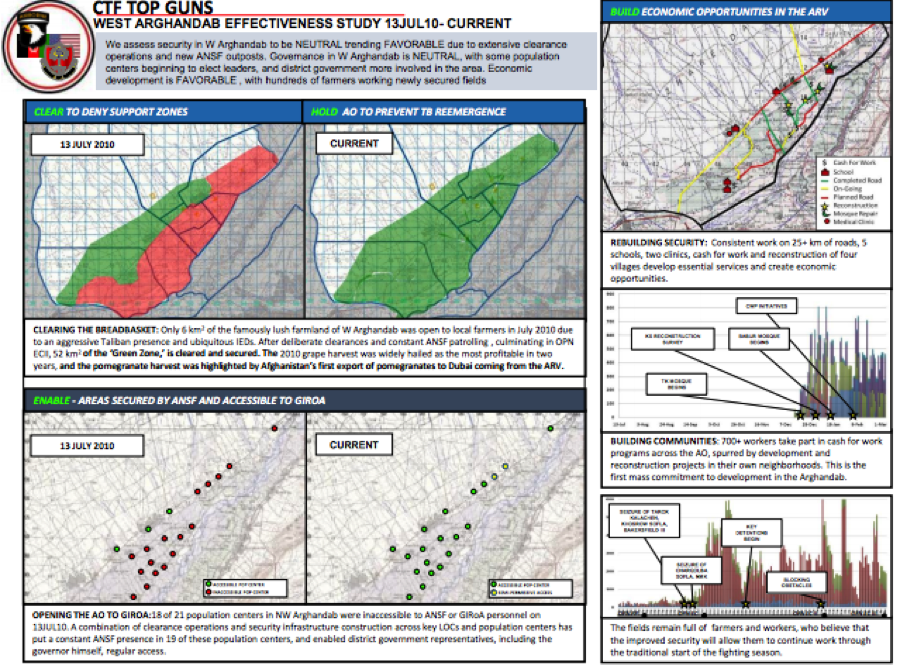 CTF TOP GUNS
WEST ARGHANDAB EFFECTIVENESS STUDY 13JUL10- CURRENT
We assess security in W Arghandab to be NEUTRAL trending FAVORABLE due to extensive clearance
operations and new ANSF outposts. Governance in W Arghandab is NEUTRAL, with some population
centers beginning to elect leaders, and district government more involved in the area. Economic
development is FAVORABLE , with hundreds of farmers working newly secured fields
CLEAR TO DENY SUPPORT ZONES
HOLD AO TO PREVENT TB REEMERGENCE
13 JULY 2010
CURRENT
CLEARING THE BREADBASKET: Only 6 km² of the famously lush farmland of W Arghandab was open to local farmers in July 2010 due
to an aggressive Taliban presence and ubiquitous IEDs. After deliberate clearances and constant ANSF patrolling , culminating in OPN
ECII, 52 km² of the "Green Zone," is cleared and secured. The 2010 grape harvest was widely hailed as the most profitable in two
years, and the pomegranate harvest was highlighted by Afghanistan's first export of pomegranates to Dubai coming from the ARV.
ENABLE - AREAS SECURED BY ANSF AND ACCESSIBLE TO GIROA
13 JULY 2010
CURRENT
ACCESSIBLE POP CENTER
INACCESSIBLE POP CENTER
ACCESSIBLE POP CENTER
SEMI-PERMISSIVE ACCESS
OPENING THE AO TO GIROA:18 of 21 population centers in NW Arghandab were inaccessible to ANSF or GIRoA personnel on
13JUL10. A combination of clearance operations and security infrastructure construction across key LOCs and population centers has
put a constant ANSF presence in 19 of these population centers, and enabled district government representatives, including the
governor himself, regular access.
BUILD ECONOMIC OPPORTUNITIES IN THE ARV
$ Cash For Work
School
Completed Road
On-Going
Planned Road
Reconstruction
Mosque Repair
Medical Clinic
REBUILDING SECURITY: Consistent work on 25+ km of roads, 5
schools, two clinics, cash for work and reconstruction of four
villages develop essential services and create economic
opportunities.
CWP INITIATIVES
KS RECONSTRUCTION
SURVEY
MOSQUE
BEGINS
TK MOSQUE
BEGINS
BUILDING COMMUNITIES: 700+ workers take part in cash for work
programs across the AO, spurred by development and
reconstruction projects in their own neighborhoods. This is the
first mass commitment to development in the Arghandab.
SEIZURE OF TAROK
KALACHEH,
KHOSROW SOFLA,
BAKERSFIELD III
KEY
DETENTIONS
BEGIN
SEIZURE OF
CHARQOLBA
SOFLA, MBK
BLOCKING
OBSTACLES
The fields remain full of farmers and workers, who believe that
the improved security will allow them to continue work through
the traditional start of the fighting season.